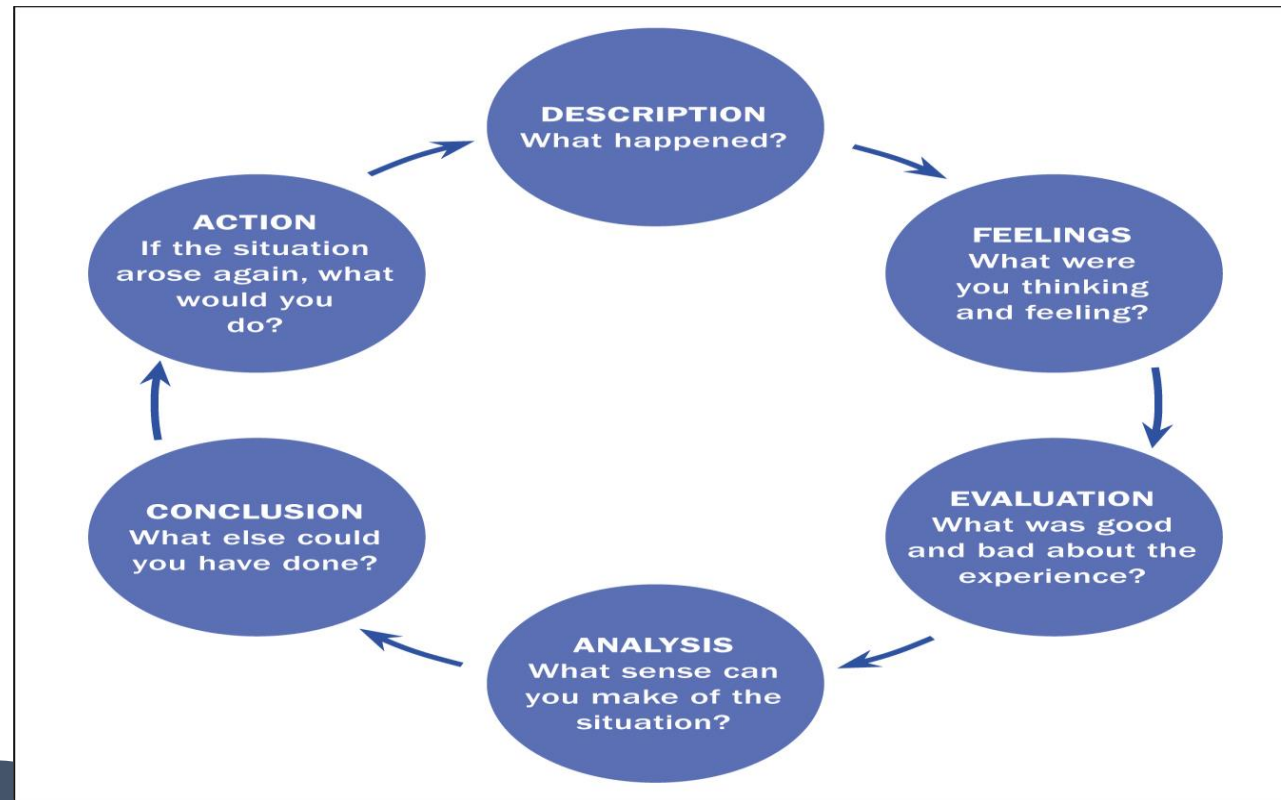 DESCRIPTION
What happened?
FEELINGS
What were
you thinking
and feeling?
EVALUATION
What was good
and bad about the
experience?
ANALYSIS
What sense can
you make of the
situation?
CONCLUSION
What else could
you have done?
ACTION
If the situation
arose again, what
would you
do?